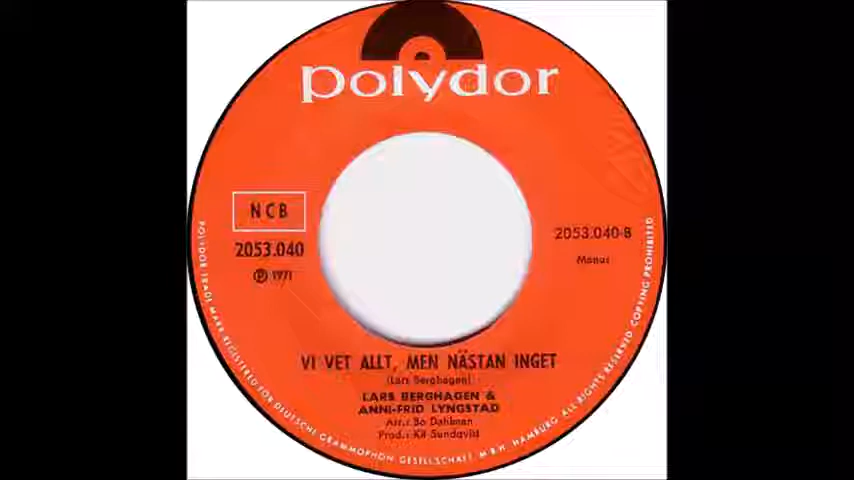 polydor
NCB
2053.040
℗ 1971
2053.040-B
VI VET ALLT, MEN NÄSTAN INGET
(Lars Berghagen)
LARS BERGHAGEN &
ANNI-FRID LYNGSTAD
Arr.: Bo Dahlman
Prod.: Kit Sundqvist
POLYDOR TRADE MARK REGISTERED FOR DEUTSCHE GRAMMOPHON GESELLSCHAFT M.B.H. HAMBURG ALL RIGHTS RESERVED COPYING PROHIBITED